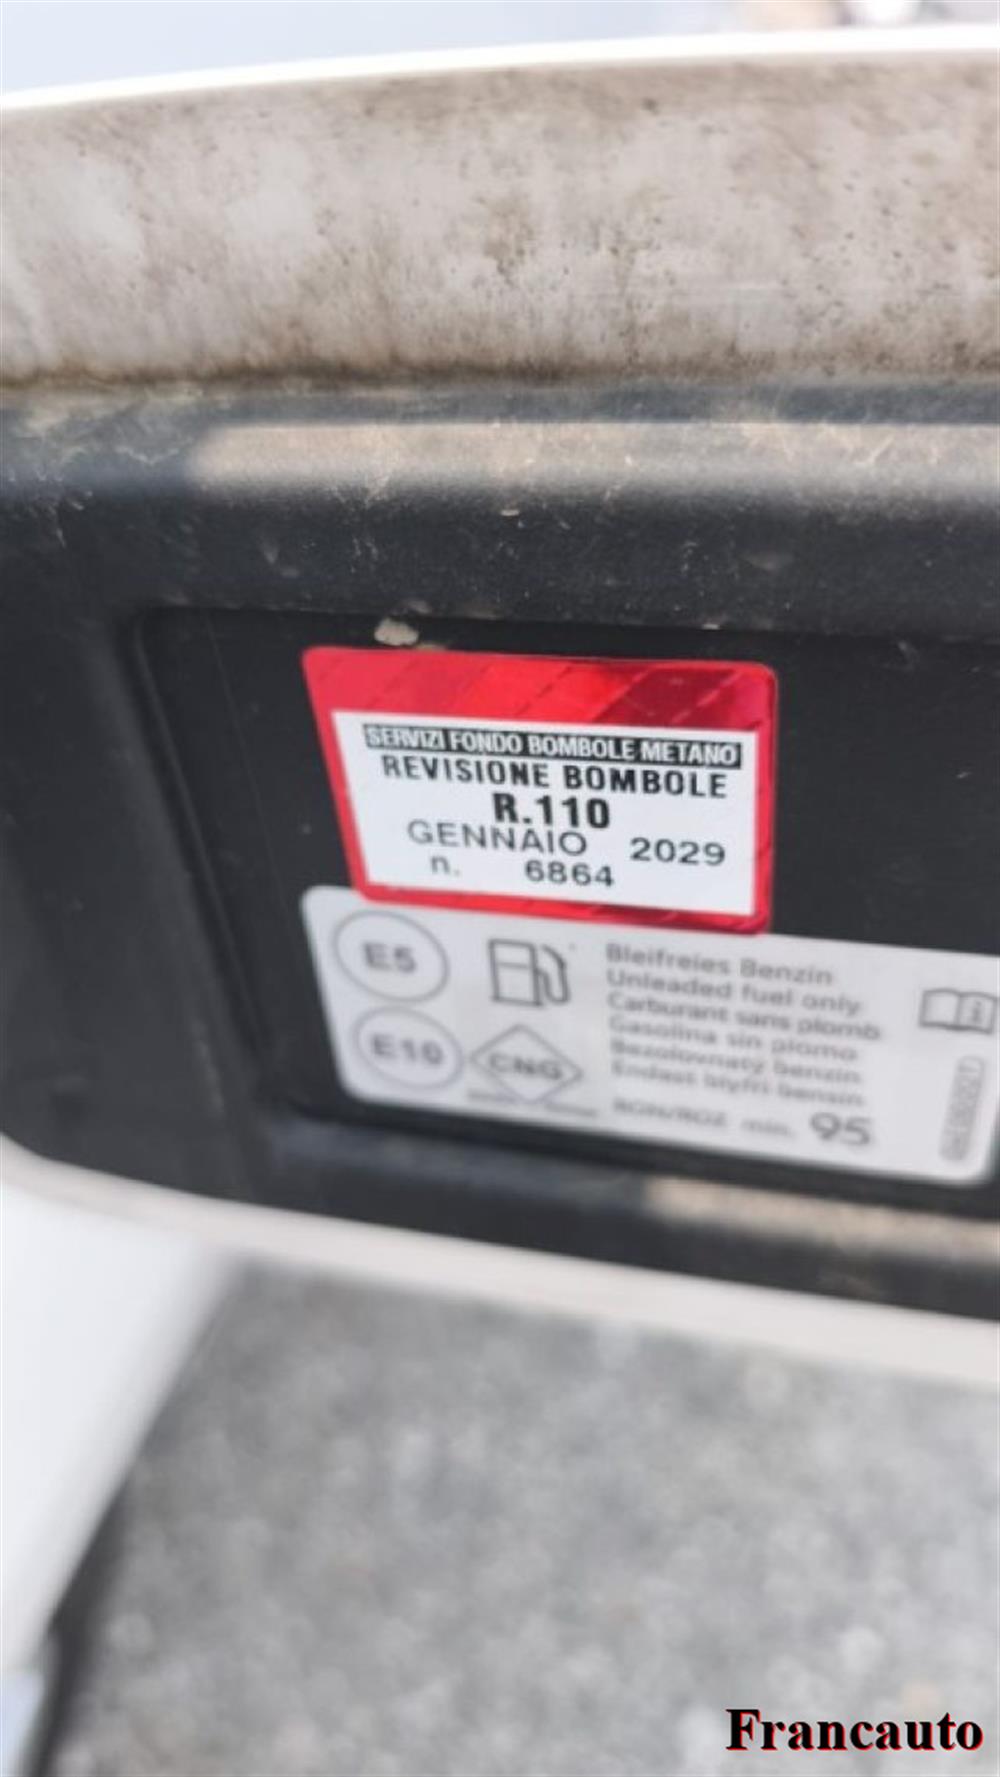 SERVIZI FONDO BOMBOLE METANO
REVISIONE BOMBOLE
R.110
GENNAIO 2029
n. 6864
E5
E10
CNG
Bleifreies Benzin
Unleaded fuel only
Carburant sans plomb
Gasolina sin plomo
Bezolovnatý benzin
Endast blyfri bensin
RON/ROZ min. 95
Francauto